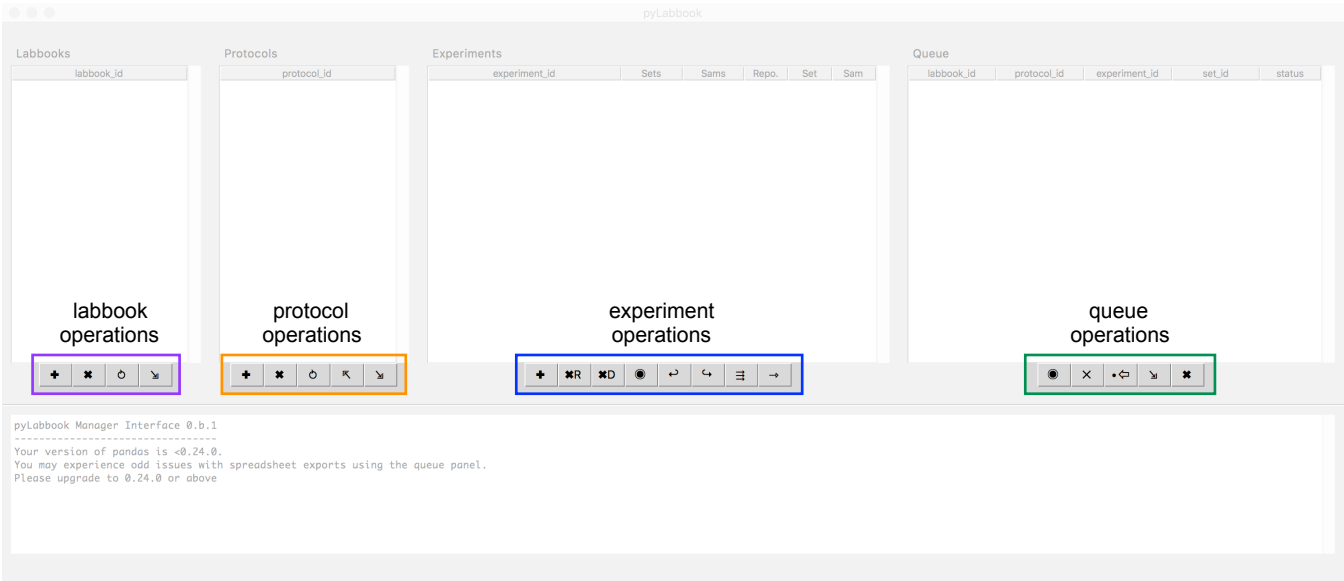 pyLabbook
Labbooks
Protocols
Experiments
Queue
labbook_id
protocol_id
experiment_id Sets Sams Repo. Set Sam
labbook_id protocol_id experiment_id set_id status
labbook
operations
protocol
operations
experiment
operations
queue
operations
✚ ✖ ⥁ ⇲
✚ ✖ ⥁ ⇱ ⇲
✚ ✖R ✖D ◉ ↩ ↪ ⇶ →
◉ × •⇦ ⇲ ✖
pyLabbook Manager Interface 0.b.1
--------------------------------
Your version of pandas is <0.24.0.
You may experience odd issues with spreadsheet exports using the queue panel.
Please upgrade to 0.24.0 or above